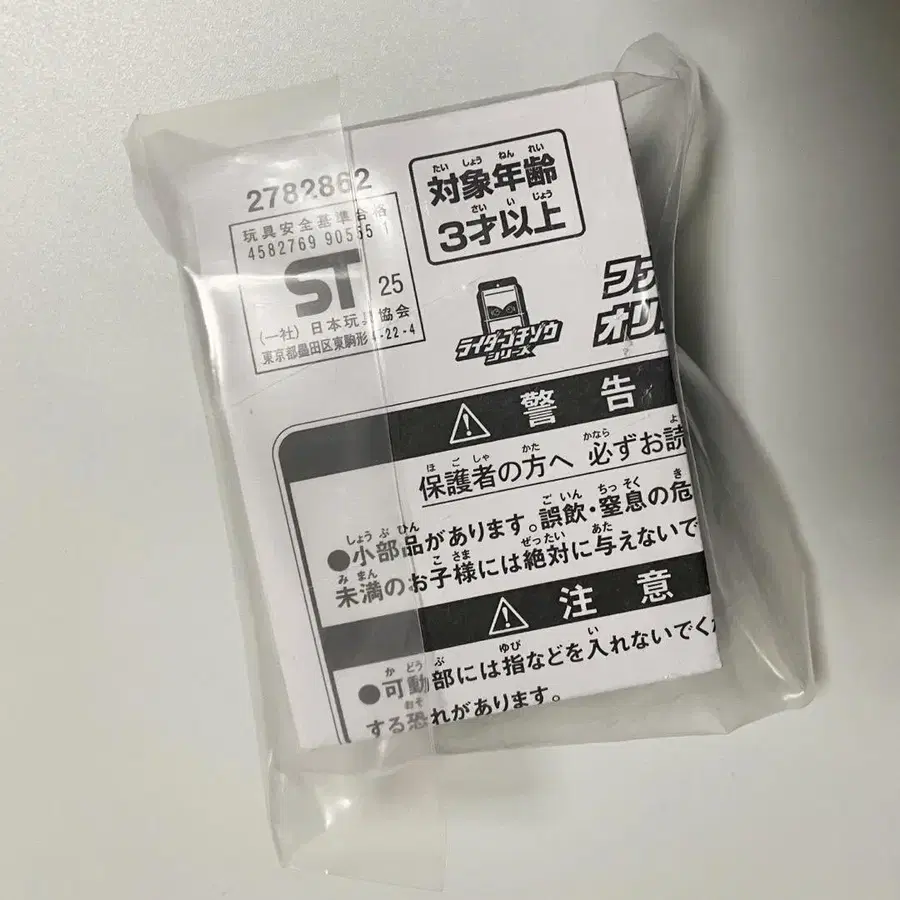 2782862
玩具安全基準合格
4582769 90555 1
ST 25
(一社) 日本玩具協会
東京都墨田区東駒形4-22-4
たいしょうねんれい
対象年齢
さいいじょう
3才以上
ライダーゴチゾウ
シリーズ
オリ
警告
ほごしゃ かた かなら よ
保護者の方へ 必ずお読
しょうぶひん ごいん ちっそく き
●小部品があります。誤飲・窒息の危
みまん こさま ぜったい あた
未満のお子様には絶対に与えないで
注意
かどうぶ ゆび い
●可動部には指などを入れないでくだ
おそ
する恐れがあります。